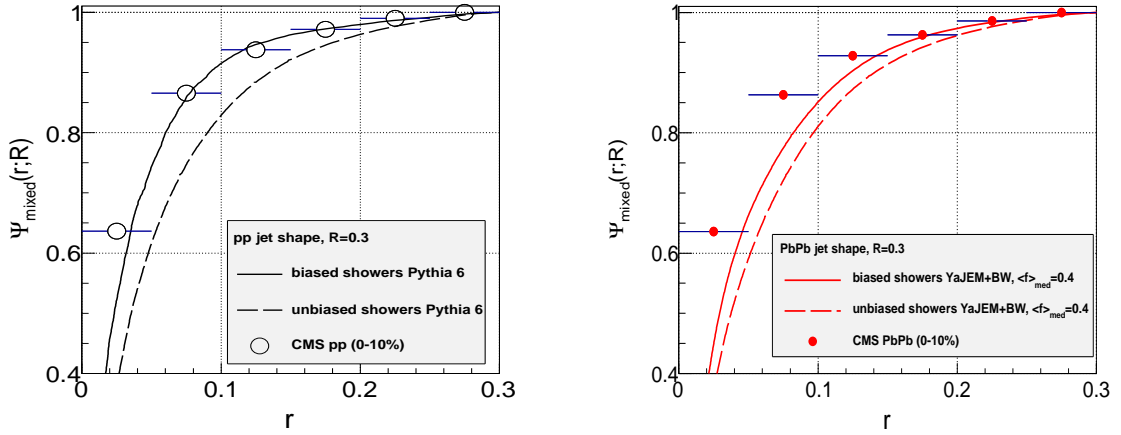 1
0.8
0.6
0.4
Ψmixed(r;R)
pp jet shape, R=0.3
biased showers Pythia 6
unbiased showers Pythia 6
CMS pp (0-10%)
0 0.1 0.2 0.3
r
1
0.8
0.6
0.4
Ψmixed(r;R)
PbPb jet shape, R=0.3
biased showers YaJEM+BW, <f>med=0.4
unbiased showers YaJEM+BW, <f>med=0.4
CMS PbPb (0-10%)
0 0.1 0.2 0.3
r